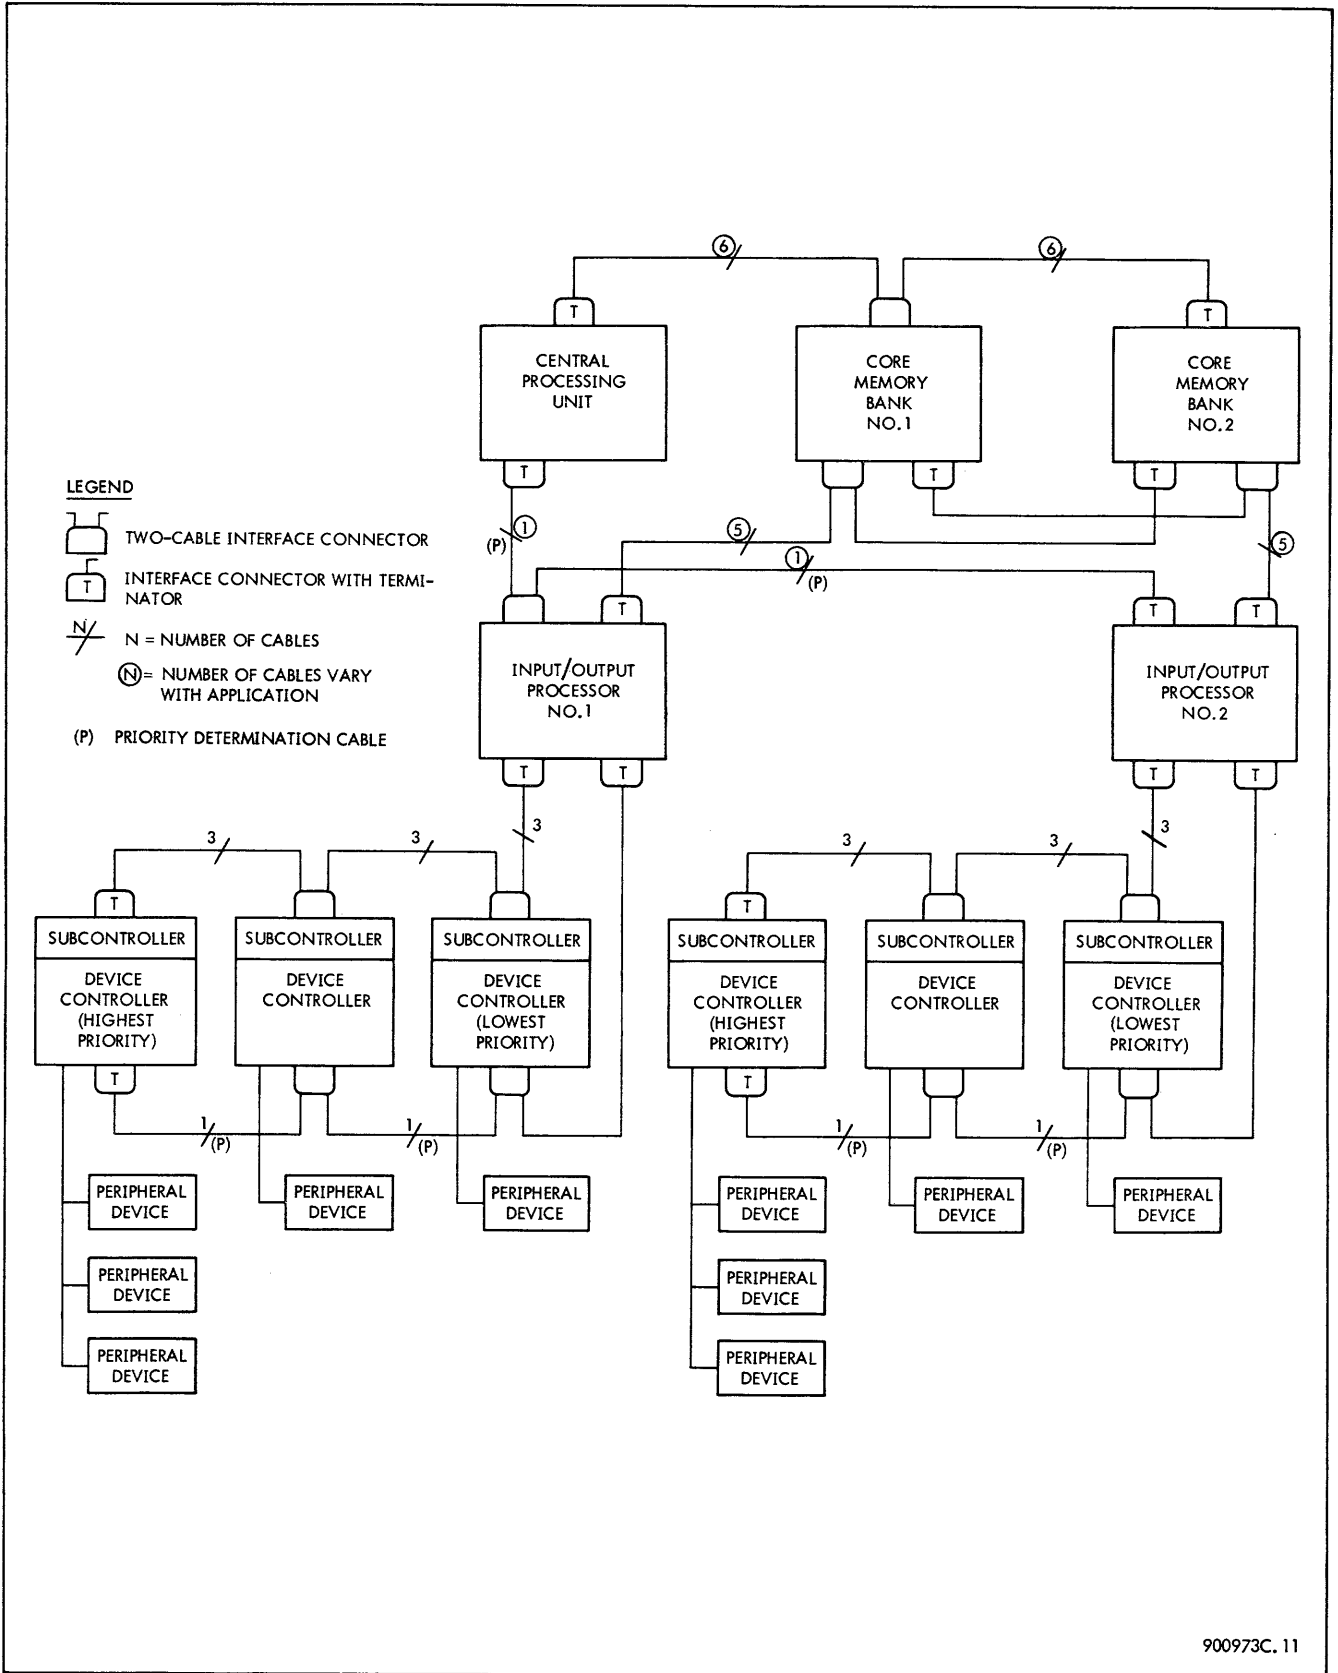 6
6
T
T
CENTRAL
PROCESSING
UNIT
CORE
MEMORY
BANK
NO.1
CORE
MEMORY
BANK
NO.2
T
T
T
LEGEND
TWO-CABLE INTERFACE CONNECTOR
T
INTERFACE CONNECTOR WITH TERMI-
NATOR
N/
N = NUMBER OF CABLES
N = NUMBER OF CABLES VARY
WITH APPLICATION
(P) PRIORITY DETERMINATION CABLE
1
(P)
5
1
(P)
5
T
T
T
INPUT/OUTPUT
PROCESSOR
NO.1
INPUT/OUTPUT
PROCESSOR
NO.2
T
T
T
T
3
3
3
3
3
3
T
T
SUBCONTROLLER
SUBCONTROLLER
SUBCONTROLLER
SUBCONTROLLER
SUBCONTROLLER
SUBCONTROLLER
DEVICE
CONTROLLER
(HIGHEST
PRIORITY)
DEVICE
CONTROLLER
DEVICE
CONTROLLER
(LOWEST
PRIORITY)
DEVICE
CONTROLLER
(HIGHEST
PRIORITY)
DEVICE
CONTROLLER
DEVICE
CONTROLLER
(LOWEST
PRIORITY)
T
T
1
(P)
1
(P)
1
(P)
1
(P)
PERIPHERAL
DEVICE
PERIPHERAL
DEVICE
PERIPHERAL
DEVICE
PERIPHERAL
DEVICE
PERIPHERAL
DEVICE
PERIPHERAL
DEVICE
PERIPHERAL
DEVICE
PERIPHERAL
DEVICE
PERIPHERAL
DEVICE
PERIPHERAL
DEVICE
900973C. 11